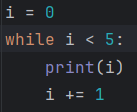 i = 0
while i < 5:
    print(i)
    i += 1